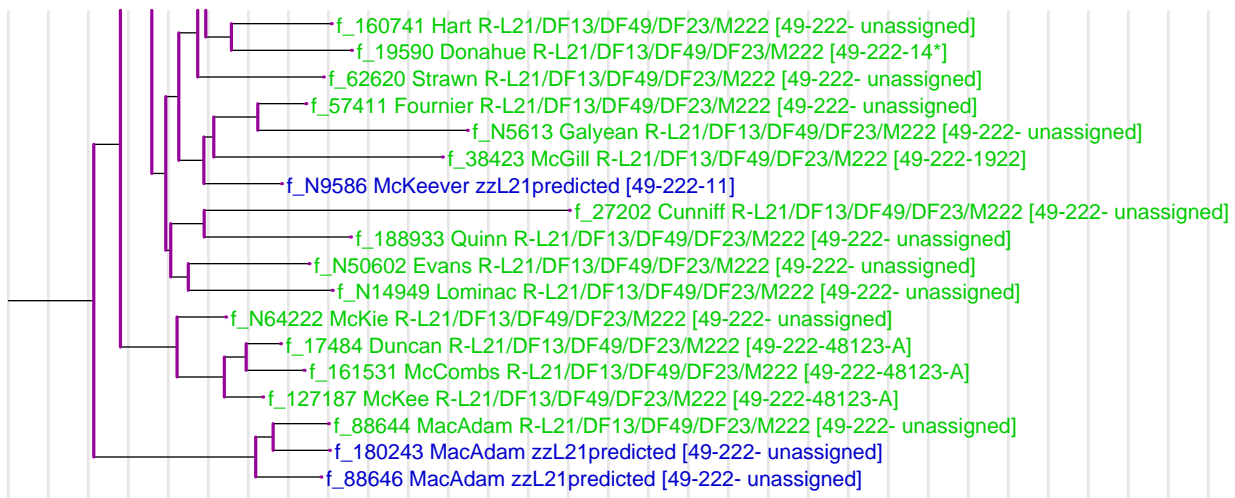 f_160741 Hart R-L21/DF13/DF49/DF23/M222 [49-222- unassigned]
f_19590 Donahue R-L21/DF13/DF49/DF23/M222 [49-222-14*]
f_62620 Strawn R-L21/DF13/DF49/DF23/M222 [49-222- unassigned]
f_57411 Fournier R-L21/DF13/DF49/DF23/M222 [49-222- unassigned]
f_N5613 Galyean R-L21/DF13/DF49/DF23/M222 [49-222- unassigned]
f_38423 McGill R-L21/DF13/DF49/DF23/M222 [49-222-1922]
f_N9586 McKeever zzL21predicted [49-222-11]
f_27202 Cunniff R-L21/DF13/DF49/DF23/M222 [49-222- unassigned]
f_188933 Quinn R-L21/DF13/DF49/DF23/M222 [49-222- unassigned]
f_N50602 Evans R-L21/DF13/DF49/DF23/M222 [49-222- unassigned]
f_N14949 Lominac R-L21/DF13/DF49/DF23/M222 [49-222- unassigned]
f_N64222 McKie R-L21/DF13/DF49/DF23/M222 [49-222- unassigned]
f_17484 Duncan R-L21/DF13/DF49/DF23/M222 [49-222-48123-A]
f_161531 McCombs R-L21/DF13/DF49/DF23/M222 [49-222-48123-A]
f_127187 McKee R-L21/DF13/DF49/DF23/M222 [49-222-48123-A]
f_88644 MacAdam R-L21/DF13/DF49/DF23/M222 [49-222- unassigned]
f_180243 MacAdam zzL21predicted [49-222- unassigned]
f_88646 MacAdam zzL21predicted [49-222- unassigned]